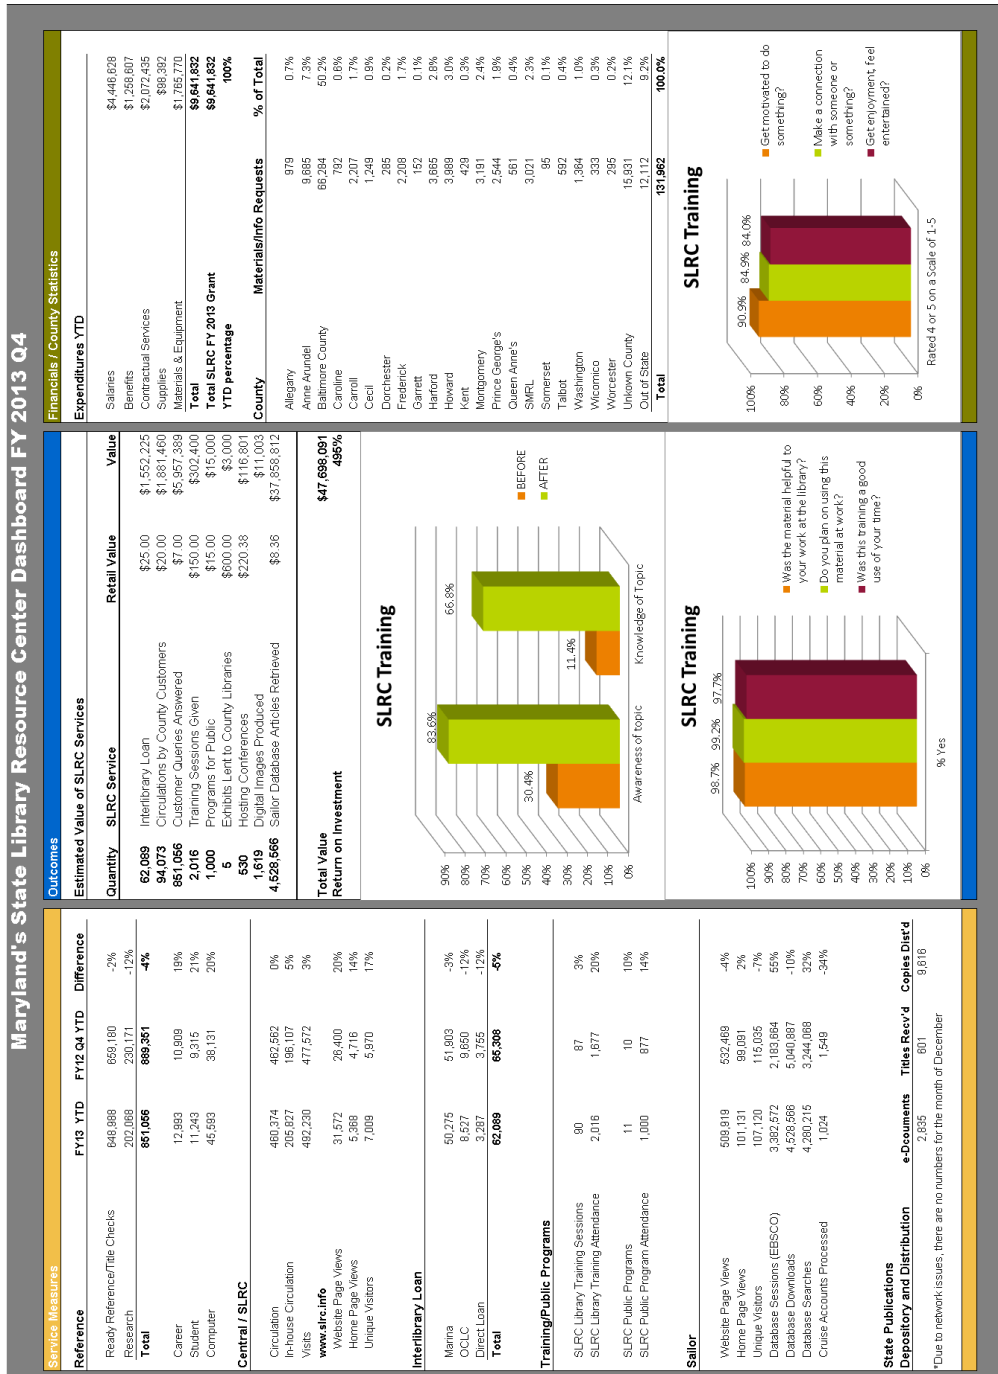 Maryland's State Library Resource Center Dashboard FY 2013 Q4
Service Measures
Reference FY13 YTD FY12 Q4 YTD Difference
Ready Reference/Title Checks 648,988 659,180 -2%
Research 202,068 230,171 -12%
Total 851,056 889,351 -4%
Career 12,993 10,909 19%
Student 11,243 9,315 21%
Computer 45,593 38,131 20%
Central / SLRC
Circulation 460,374 462,562 0%
In-house Circulation 205,827 196,107 5%
Visits 492,230 477,572 3%
www.slrc.info
Website Page Views 31,572 26,400 20%
Home Page Views 5,368 4,716 14%
Unique Visitors 7,009 5,970 17%
Interlibrary Loan
Marina 50,275 51,903 -3%
OCLC 8,527 9,650 -12%
Direct Loan 3,287 3,755 -12%
Total 62,089 65,308 -5%
Training/Public Programs
SLRC Library Training Sessions 90 87 3%
SLRC Library Training Attendance 2,016 1,677 20%
SLRC Public Programs 11 10 10%
SLRC Public Program Attendance 1,000 877 14%
Sailor
Website Page Views 509,919 532,469 -4%
Home Page Views 101,131 99,091 2%
Unique Visitors 107,120 115,035 -7%
Database Sessions (EBSCO) 3,382,572 2,183,664 55%
Database Downloads 4,528,566 5,040,887 -10%
Database Searches 4,280,215 3,244,068 32%
Cruise Accounts Processed 1,024 1,549 -34%
State Publications
Depository and Distribution e-Dcouments Titles Recv'd Copies Dist'd
2,835 601 9,616
*Due to network issues, there are no numbers for the month of December
Outcomes
Estimated Value of SLRC Services
Quantity SLRC Service Retail Value Value
62,089 Interlibrary Loan $25.00 $1,552,225
94,073 Circulations by County Customers $20.00 $1,881,460
851,056 Customer Queries Answered $7.00 $5,957,389
2,016 Training Sessions Given $150.00 $302,400
1,000 Programs for Public $15.00 $15,000
5 Exhibits Lent to County Libraries $600.00 $3,000
530 Hosting Conferences $220.38 $116,801
1,619 Digital Images Produced $11,003
4,528,566 Sailor Database Articles Retrieved $8.36 $37,858,812
Total Value $47,698,091
Return on Investment 495%
SLRC Training
90%
80%
70%
60%
50%
40%
30%
20%
10%
0%
30.4%
83.6%
11.4%
66.8%
Awareness of topic
Knowledge of Topic
BEFORE
AFTER
SLRC Training
100%
90%
80%
70%
60%
50%
40%
30%
20%
10%
0%
98.7% 99.2% 97.7%
% Yes
Was the material helpful to
your work at the library?
Do you plan on using this
material at work?
Was this training a good
use of your time?
Financials / County Statistics
Expenditures YTD
Salaries $4,446,628
Benefits $1,258,607
Contractual Services $2,072,435
Supplies $98,392
Materials & Equipment $1,765,770
Total $9,641,832
Total SLRC FY 2013 Grant $9,641,832
YTD percentage 100%
County Materials/Info Requests % of Total
Allegany 979 0.7%
Anne Arundel 9,685 7.3%
Baltimore County 66,284 50.2%
Caroline 792 0.6%
Carroll 2,207 1.7%
Cecil 1,249 0.9%
Dorchester 285 0.2%
Frederick 2,208 1.7%
Garrett 152 0.1%
Harford 3,665 2.8%
Howard 3,989 3.0%
Kent 429 0.3%
Montgomery 3,191 2.4%
Prince George's 2,544 1.9%
Queen Anne's 561 0.4%
SMRL 3,021 2.3%
Somerset 95 0.1%
Talbot 592 0.4%
Washington 1,364 1.0%
Wicomico 333 0.3%
Worcester 295 0.2%
Unkown County 15,931 12.1%
Out of State 12,112 9.2%
Total 131,962 100.0%
SLRC Training
100%
80%
60%
40%
20%
0%
90.9% 84.9% 84.0%
Rated 4 or 5 on a Scale of 1-5
Get motivated to do
something?
Make a connection
with someone or
something?
Get enjoyment, feel
entertained?